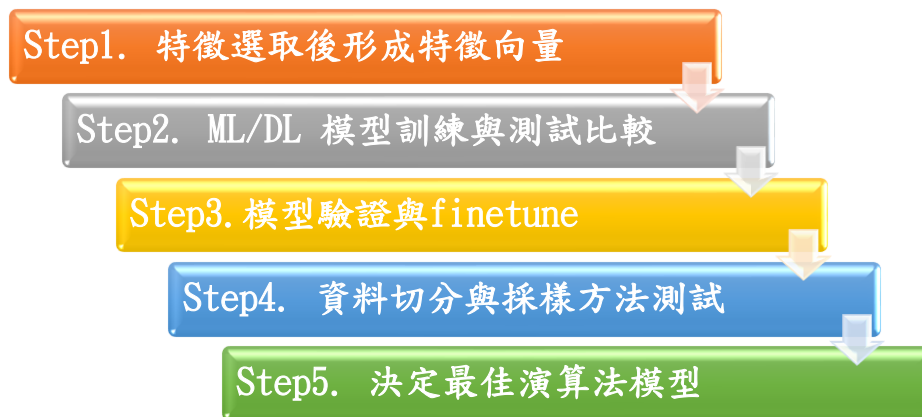 Step1. 特徵選取後形成特徵向量
Step2. ML/DL 模型訓練與測試比較
Step3.模型驗證與finetune
Step4. 資料切分與採樣方法測試
Step5. 決定最佳演算法模型